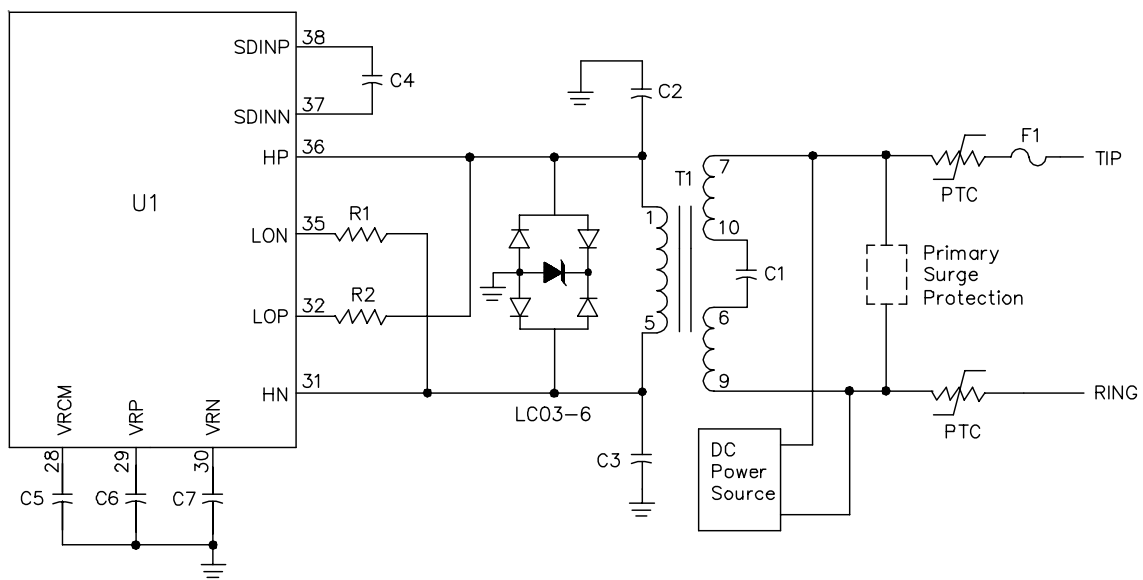 SDINP
38
C4
SDINN
37
C2
HP
36
F1
TIP
T1
7
PTC
U1
R1
LON
35
1
10
C1
Primary
Surge
Protection
R2
LOP
32
5
6
HN
31
9
RING
LC03-6
PTC
VRCM
VRP
VRN
28
29
30
C3
DC
Power
Source
C5
C6
C7